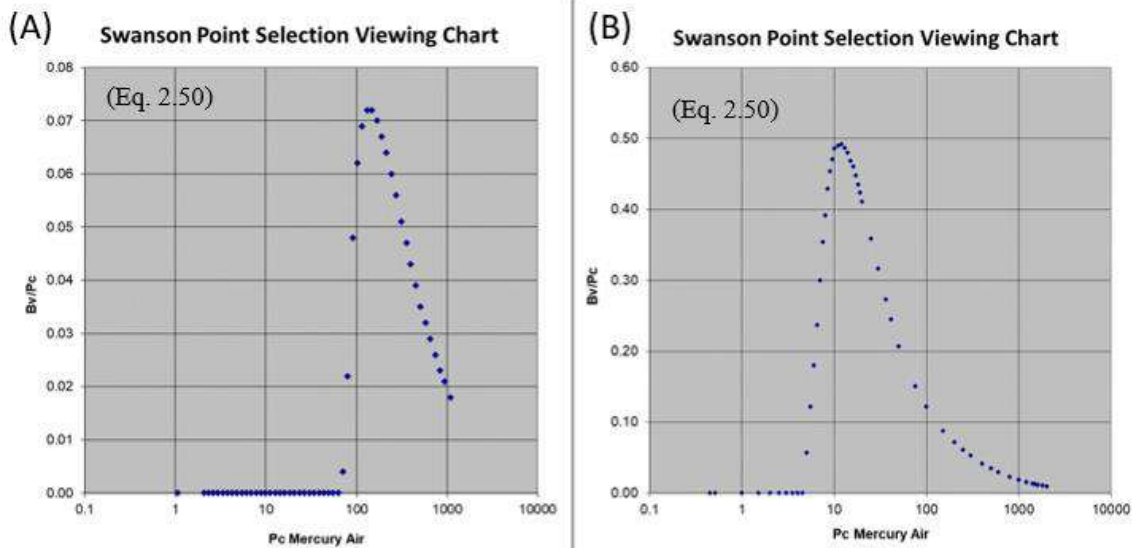 (A)
Swanson Point Selection Viewing Chart
(Eq. 2.50)
0.08
0.07
0.06
0.05
0.04
0.03
0.02
0.01
0.00
Bv/Pc
0.1 1 10 100 1000 10000
Pc Mercury Air
(B)
Swanson Point Selection Viewing Chart
(Eq. 2.50)
0.60
0.50
0.40
0.30
0.20
0.10
0.00
Bv/Pc
0.1 1 10 100 1000 10000
Pc Mercury Air